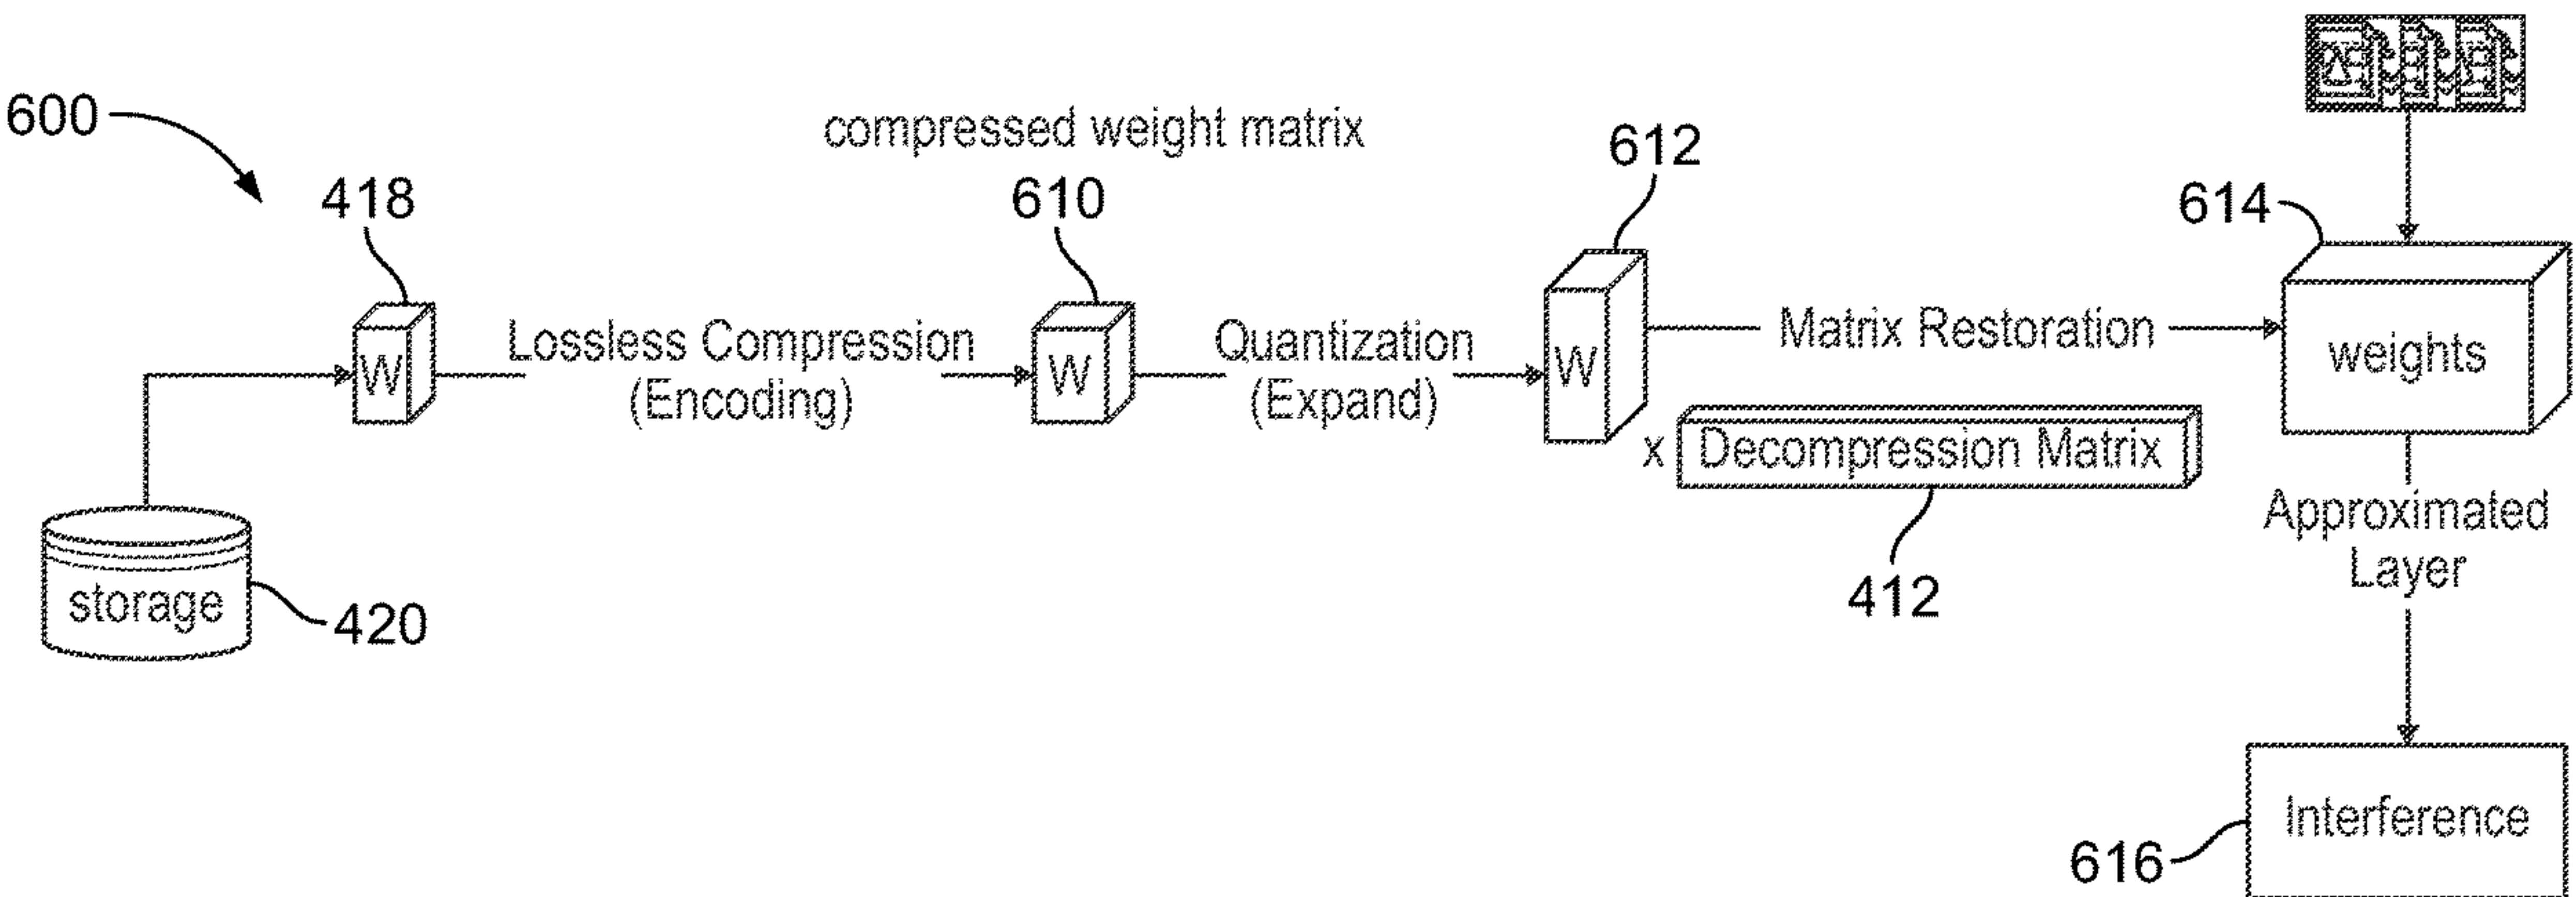 600
compressed weight matrix
418
610
612
614
W
Lossless Compression
(Encoding)
W
Quantization
(Expand)
W
Matrix Restoration
weights
x Decompression Matrix
412
Approximated
Layer
storage
420
Interference
616